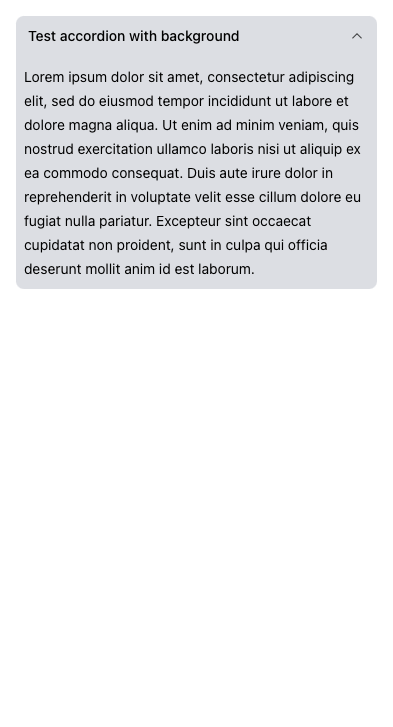 Test accordion with background
Lorem ipsum dolor sit amet, consectetur adipiscing
elit, sed do eiusmod tempor incididunt ut labore et
dolore magna aliqua. Ut enim ad minim veniam, quis
nostrud exercitation ullamco laboris nisi ut aliquip ex
ea commodo consequat. Duis aute irure dolor in
reprehenderit in voluptate velit esse cillum dolore eu
fugiat nulla pariatur. Excepteur sint occaecat
cupidatat non proident, sunt in culpa qui officia
deserunt mollit anim id est laborum.